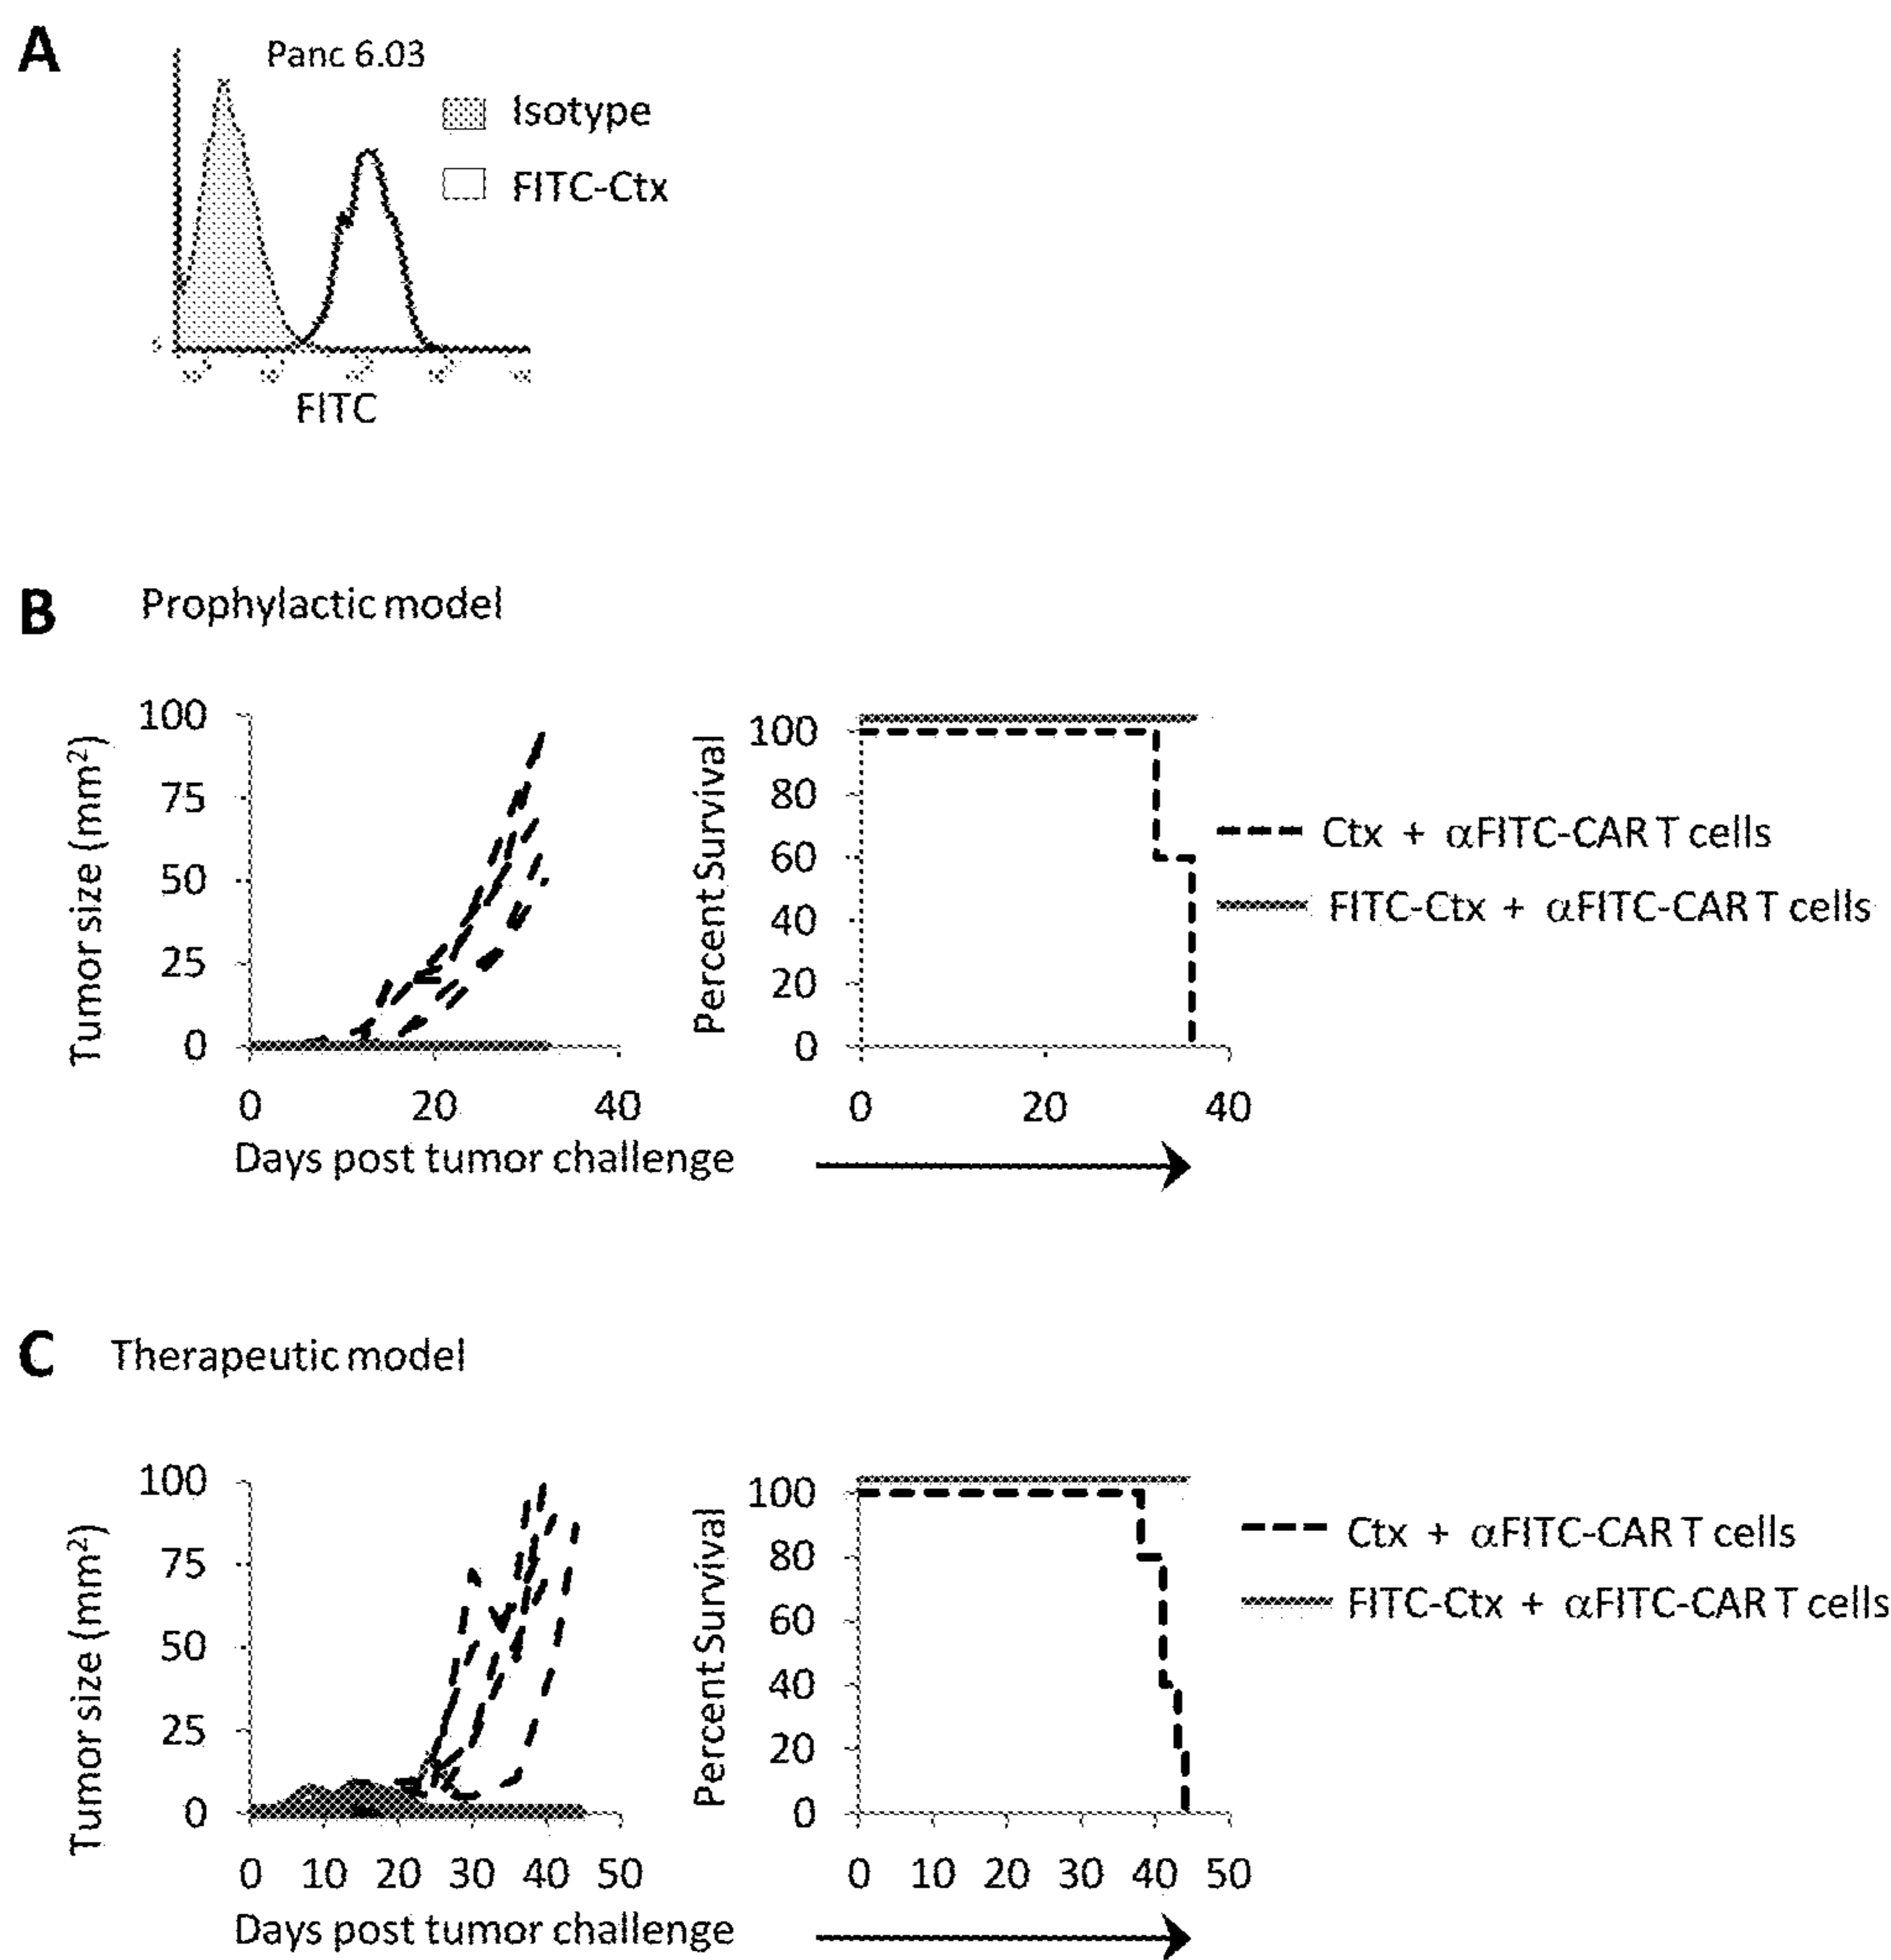 A
Panc 6.03
Isotype
FITC-Ctx
FITC
B Prophylactic model
100
75
50
25
0
Tumor size (mm²)
0 20 40
Days post tumor challenge
100
80
60
40
20
0
Percent Survival
0 20 40
Ctx + αFITC-CAR T cells
FITC-Ctx + αFITC-CAR T cells
C Therapeutic model
100
75
50
25
0
Tumor size (mm²)
0 10 20 30 40 50
Days post tumor challenge
100
80
60
40
20
0
Percent Survival
0 10 20 30 40 50
Ctx + αFITC-CAR T cells
FITC-Ctx + αFITC-CAR T cells